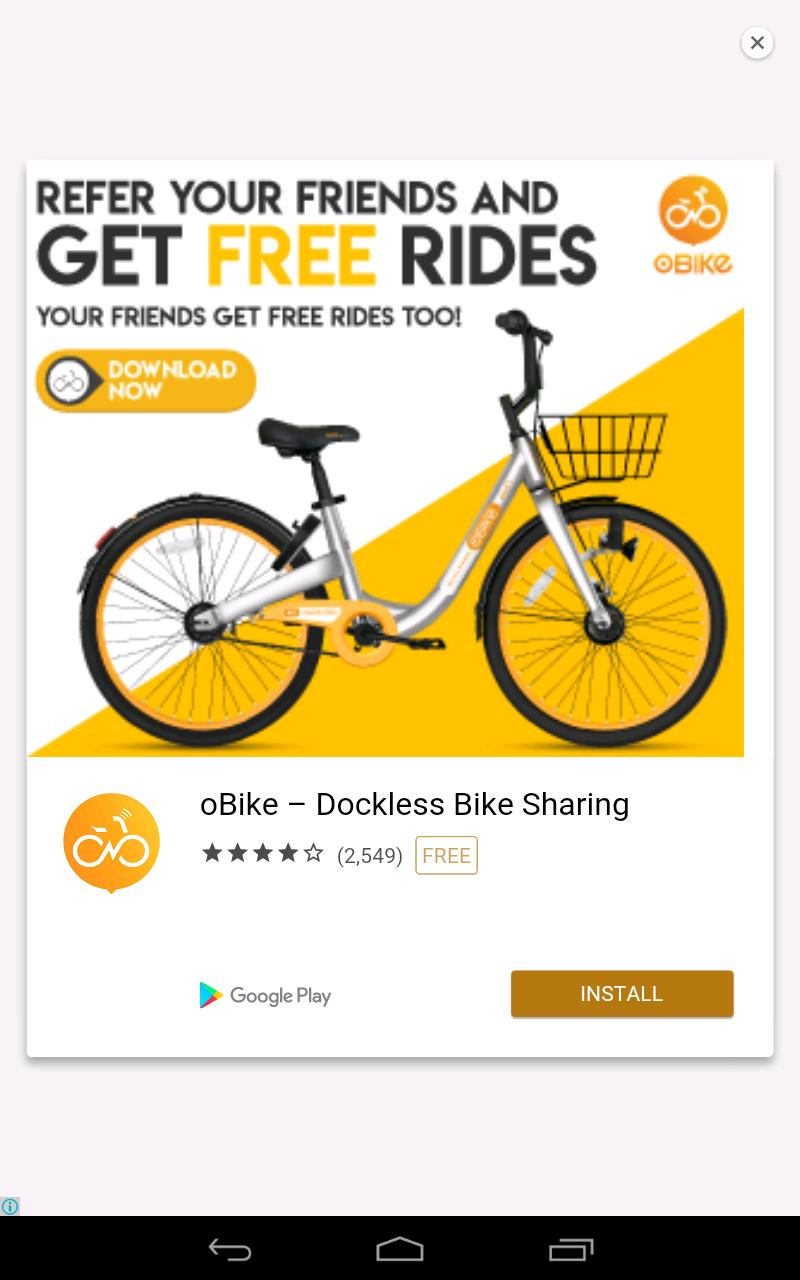 REFER YOUR FRIENDS AND
GET FREE RIDES
OBIKE
YOUR FRIENDS GET FREE RIDES TOO!
DOWNLOAD
NOW
oBike – Dockless Bike Sharing
(2,549) FREE
Google Play
INSTALL